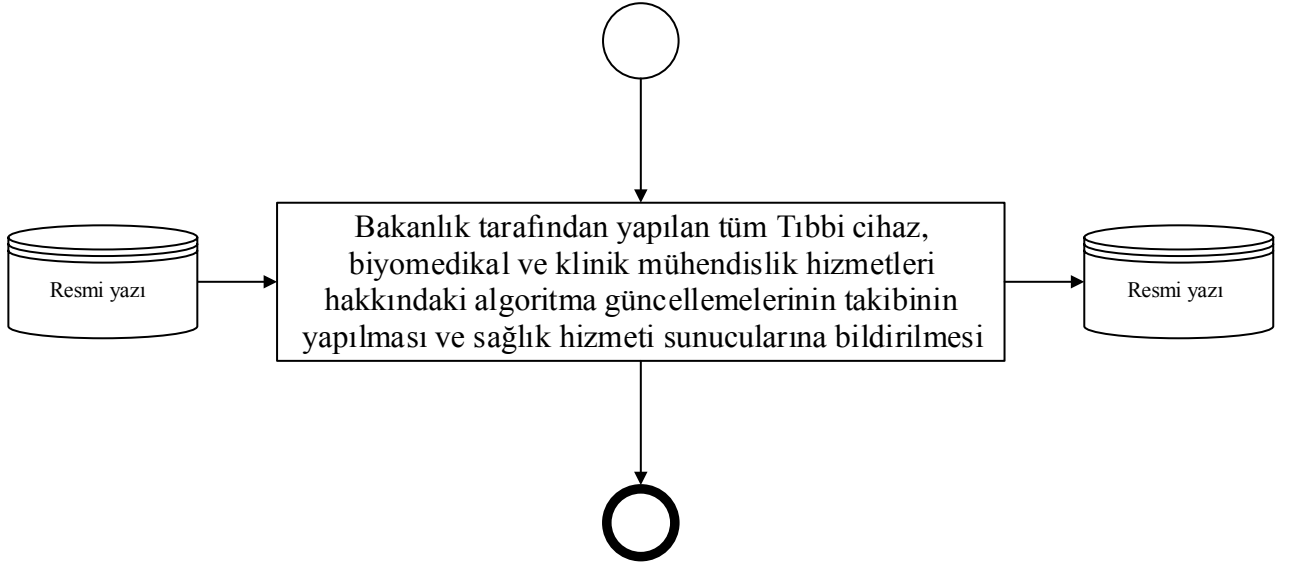 Resmi yazı
Bakanlık tarafından yapılan tüm Tıbbi cihaz,
biyomedikal ve klinik mühendislik hizmetleri
hakkındaki algoritma güncellemelerinin takibinin
yapılması ve sağlık hizmeti sunucularına bildirilmesi
Resmi yazı